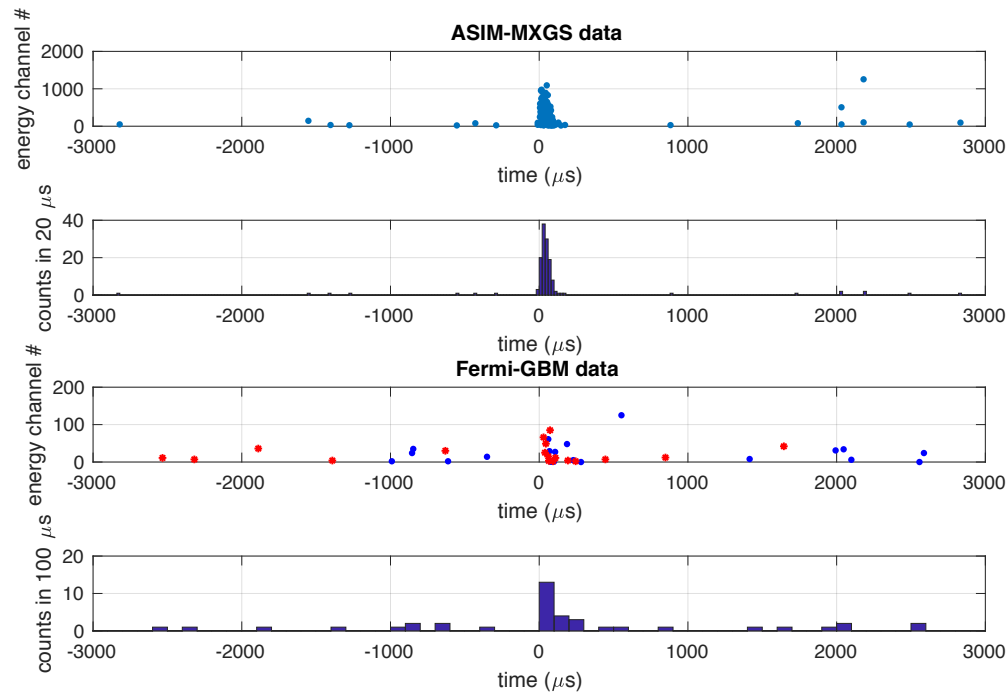 ASIM-MXGS data
energy channel #
2000
1000
0
-3000 -2000 -1000 0 1000 2000 3000
time (μs)
counts in 20 μs
40
20
0
-3000 -2000 -1000 0 1000 2000 3000
time (μs)
Fermi-GBM data
energy channel #
200
100
0
-3000 -2000 -1000 0 1000 2000 3000
time (μs)
counts in 100 μs
20
10
0
-3000 -2000 -1000 0 1000 2000 3000
time (μs)